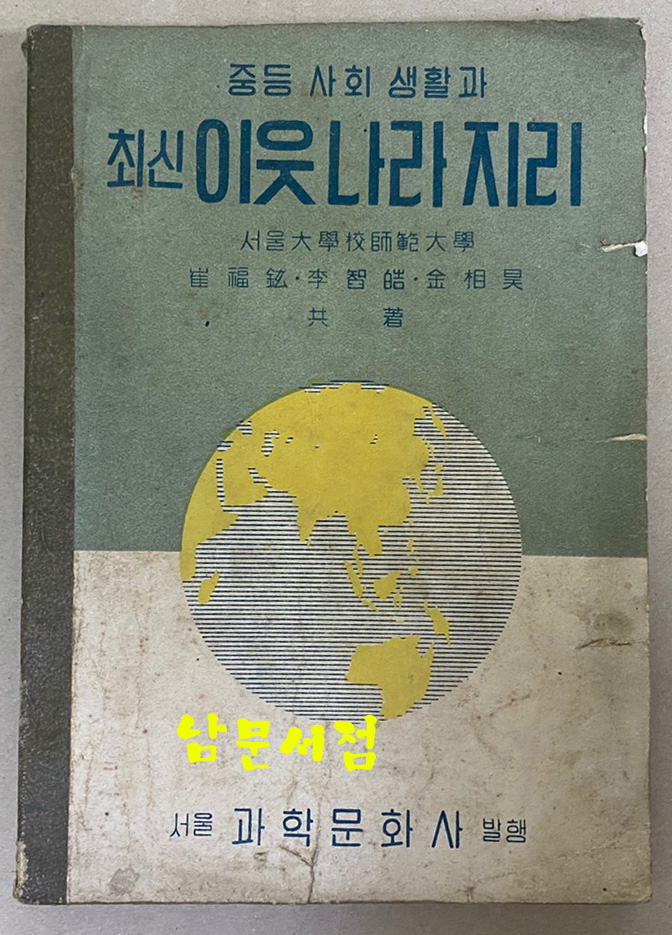 중등 사회 생활과
최신 이웃나라 지리
서울大學校師範大學
崔福鉉·李智皓·金相昊
共 著
남문서점
서울 과학문화사 발행